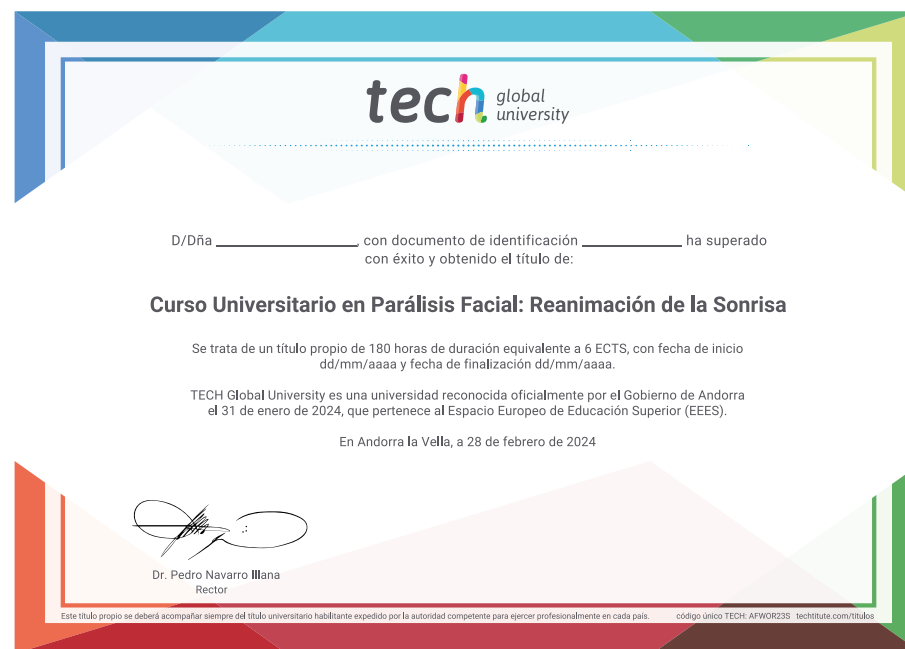 tech global university
D/Dña ________________, con documento de identificación ____________ ha superado
con éxito y obtenido el título de:
Curso Universitario en Parálisis Facial: Reanimación de la Sonrisa
Se trata de un título propio de 180 horas de duración equivalente a 6 ECTS, con fecha de inicio
dd/mm/aaaa y fecha de finalización dd/mm/aaaa.
TECH Global University es una universidad reconocida oficialmente por el Gobierno de Andorra
el 31 de enero de 2024, que pertenece al Espacio Europeo de Educación Superior (EEES).
En Andorra la Vella, a 28 de febrero de 2024
Dr. Pedro Navarro Illana
Rector
Este título propio se deberá acompañar siempre del título universitario habilitante expedido por la autoridad competente para ejercer profesionalmente en cada país. código único TECH: AFWOR23S techtitute.com/titulos